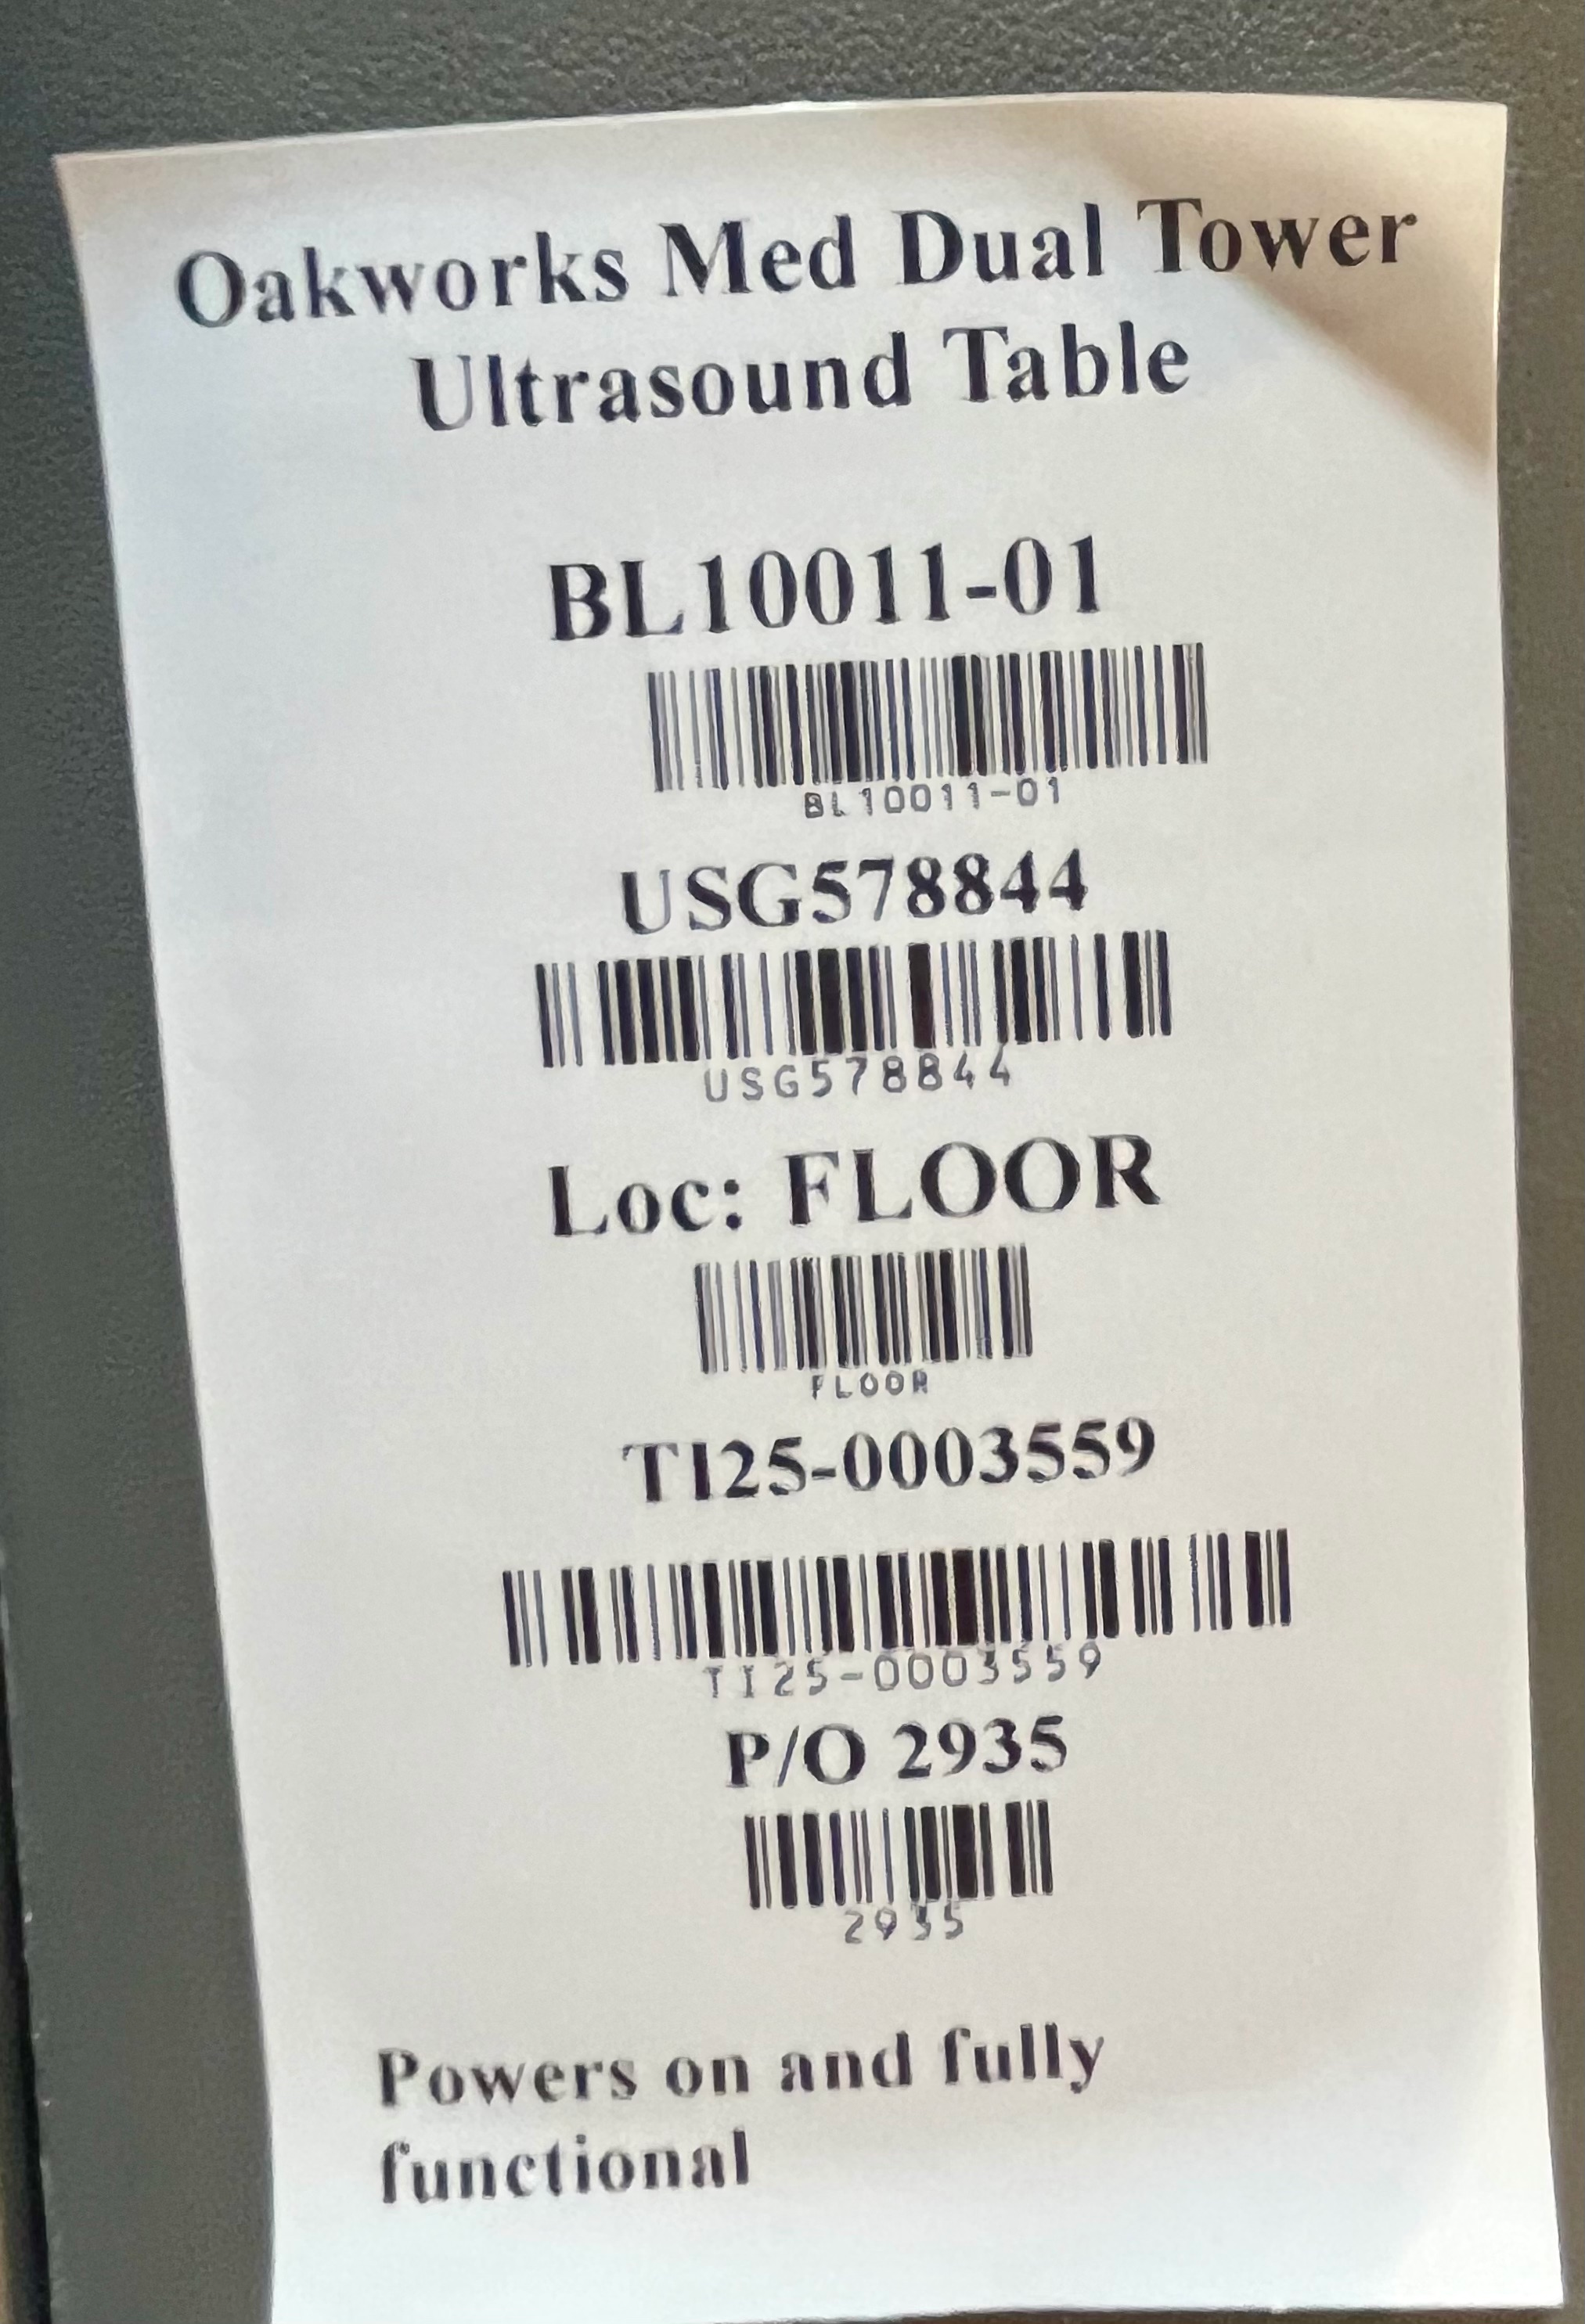 Oakworks Med Dual Tower
Ultrasound Table
BL10011-01
BL10011-01
USG578844
USG578844
Loc: FLOOR
FLOOR
TI25-0003559
TI25-0003559
P/O 2935
2935
Powers on and fully
functional